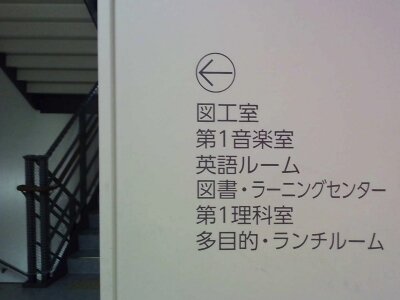 図工室
第1音楽室
英語ルーム
図書・ラーニングセンター
第1理科室
多目的・ランチルーム